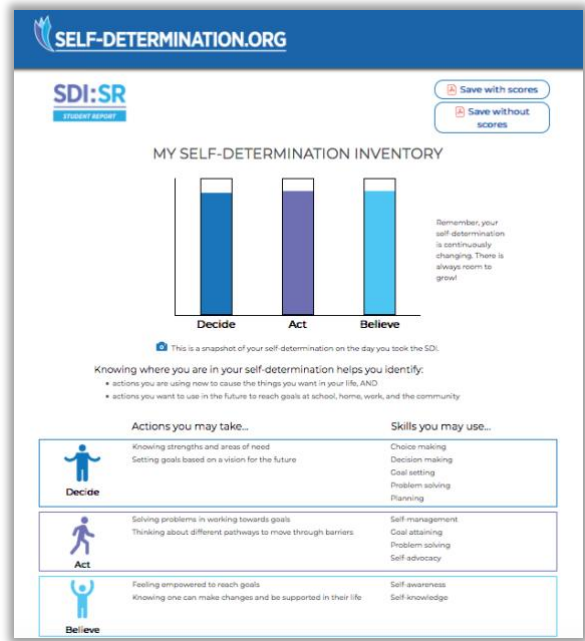 SELF-DETERMINATION.ORG
SDI:SR
STUDENT REPORT
Save with scores
Save without
scores
MY SELF-DETERMINATION INVENTORY
Remember, your
self-determination
is continuously
changing. There is
always room to
grow!
Decide Act Believe
This is a snapshot of your self-determination on the day you took the SDI.
Knowing where you are in your self-determination helps you identify:
• actions you are using now to cause the things you want in your life, AND
• actions you want to use in the future to reach goals at school, home, work, and the community
Actions you may take... Skills you may use...
Decide
Knowing strengths and areas of need
Setting goals based on a vision for the future
Choice making
Decision making
Goal setting
Problem solving
Planning
Act
Solving problems in working towards goals
Thinking about different pathways to move through barriers
Self-management
Goal attaining
Problem solving
Self-advocacy
Believe
Feeling empowered to reach goals
Knowing one can make changes and be supported in their life
Self-awareness
Self-knowledge